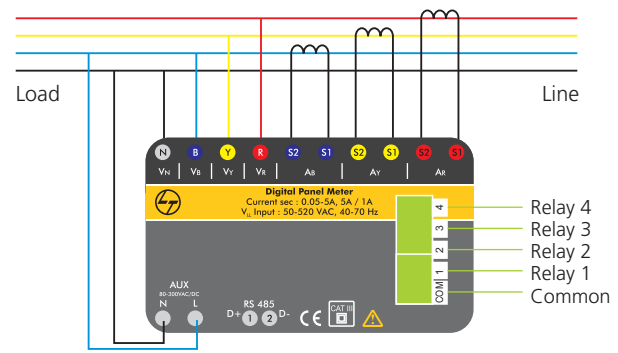 Load
Line
N B Y R S2 S1 S2 S1 S2 S1
VN VB VY VR AB AY AR
Digital Panel Meter
Current sec : 0.05-5A, 5A / 1A
VLL Input : 50-520 VAC, 40-70 Hz
4
3
2
1
COM
Relay 4
Relay 3
Relay 2
Relay 1
Common
AUX
80-300VAC/DC
N L
RS 485
D+ 1 2 D-
CE
CAT III